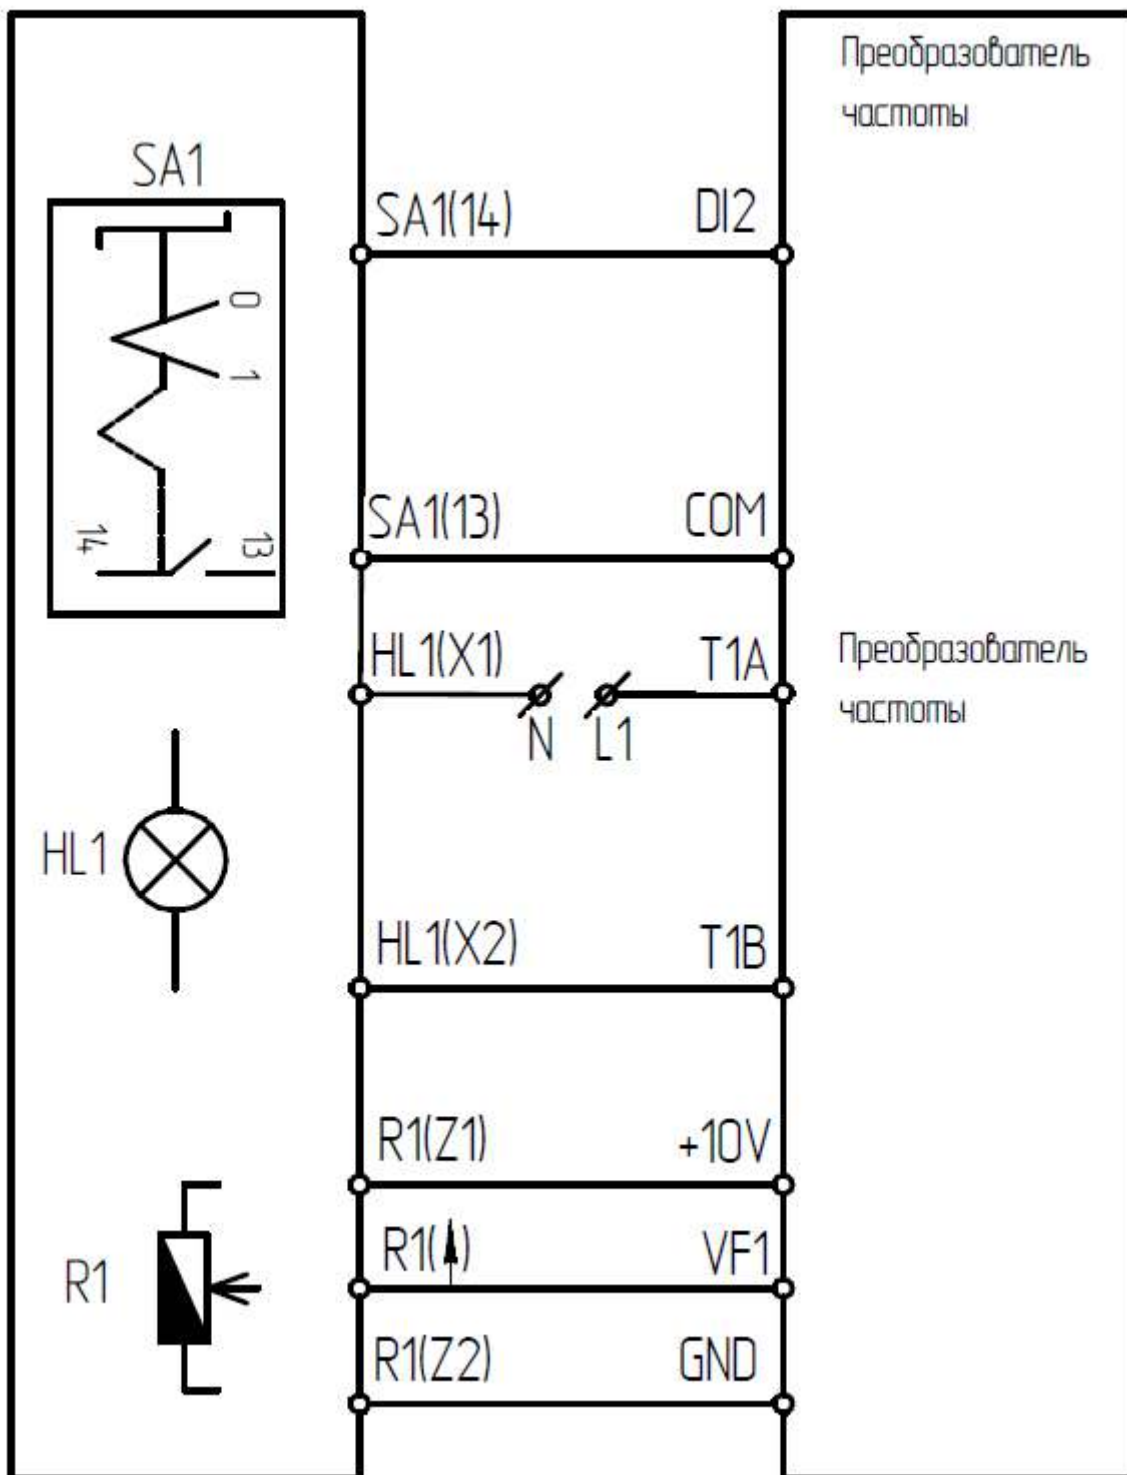 Преобразователь
частоты
SA1
SA1(14) DI2
0
1
14
13
SA1(13) COM
HL1(X1) T1A
N L1
Преобразователь
частоты
HL1
HL1(X2) T1B
R1(Z1) +10V
R1( ) VF1
R1
R1(Z2) GND